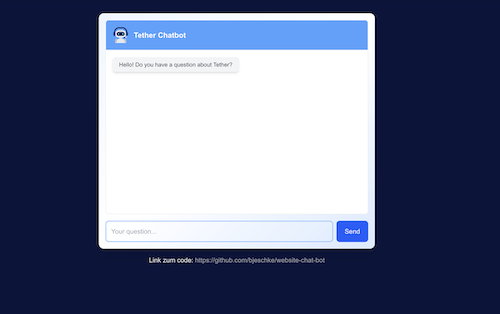 Tether Chatbot
Hello! Do you have a question about Tether?
Your question...
Send
Link zum code: https://github.com/bjeschke/website-chat-bot